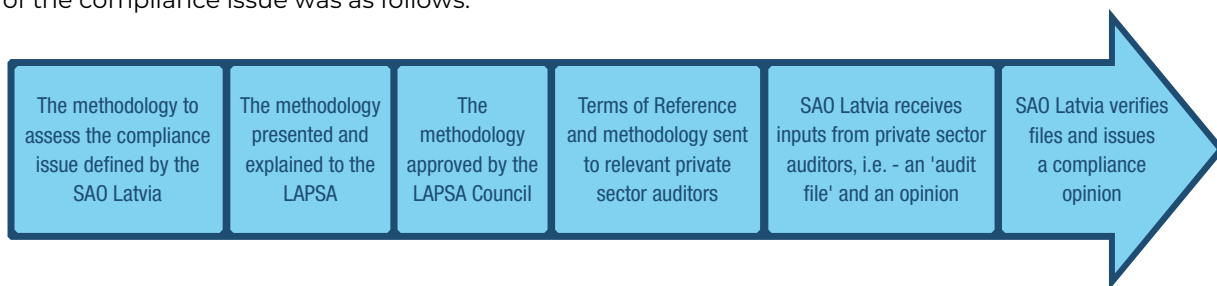 of the compliance issue was as follows:
The methodology to
assess the compliance
issue defined by the
SAO Latvia
The methodology
presented and
explained to the
LAPSA
The
methodology
approved by the
LAPSA Council
Terms of Reference
and methodology sent
to relevant private
sector auditors
SAO Latvia receives
inputs from private sector
auditors, i.e. - an 'audit
file' and an opinion
SAO Latvia verifies
files and issues
a compliance
opinion